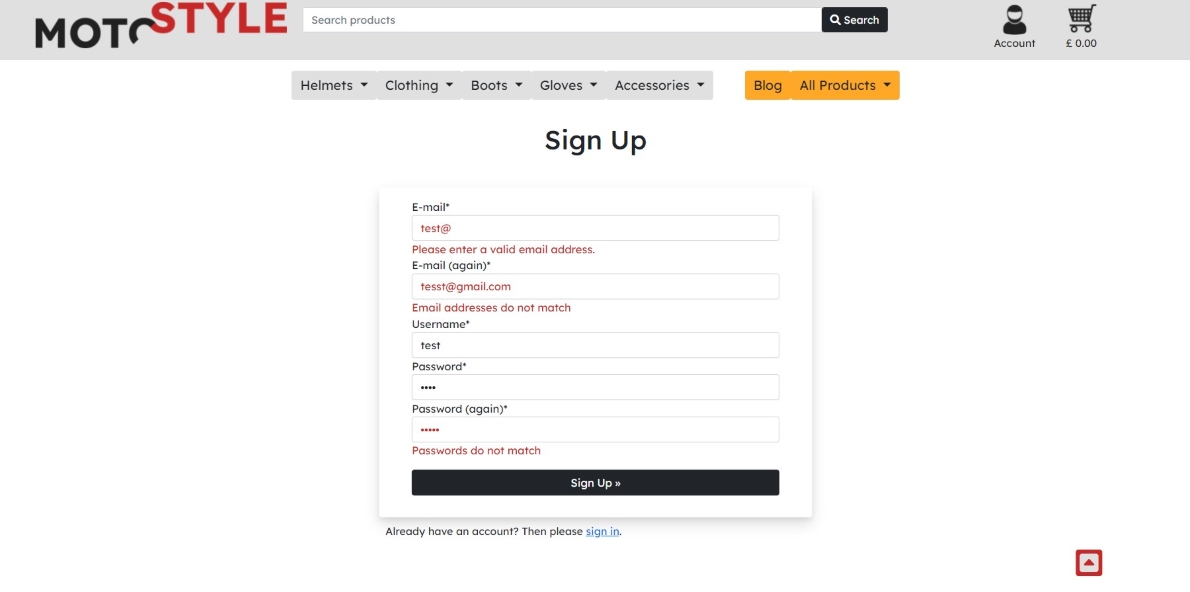 MOTOSTYLE
Search products
Search
Account
£ 0.00
Helmets Clothing Boots Gloves Accessories Blog All Products
Sign Up
E-mail*
test@
Please enter a valid email address.
E-mail (again)*
tesst@gmail.com
Email addresses do not match
Username*
test
Password*
••••
Password (again)*
•••••
Passwords do not match
Sign Up »
Already have an account? Then please sign in.